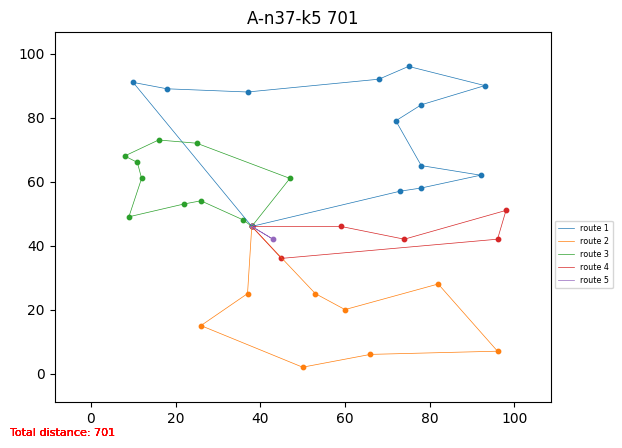 A-n37-k5 701
100
80
60
40
20
0
0 20 40 60 80 100
route 1
route 2
route 3
route 4
route 5
Total distance: 701